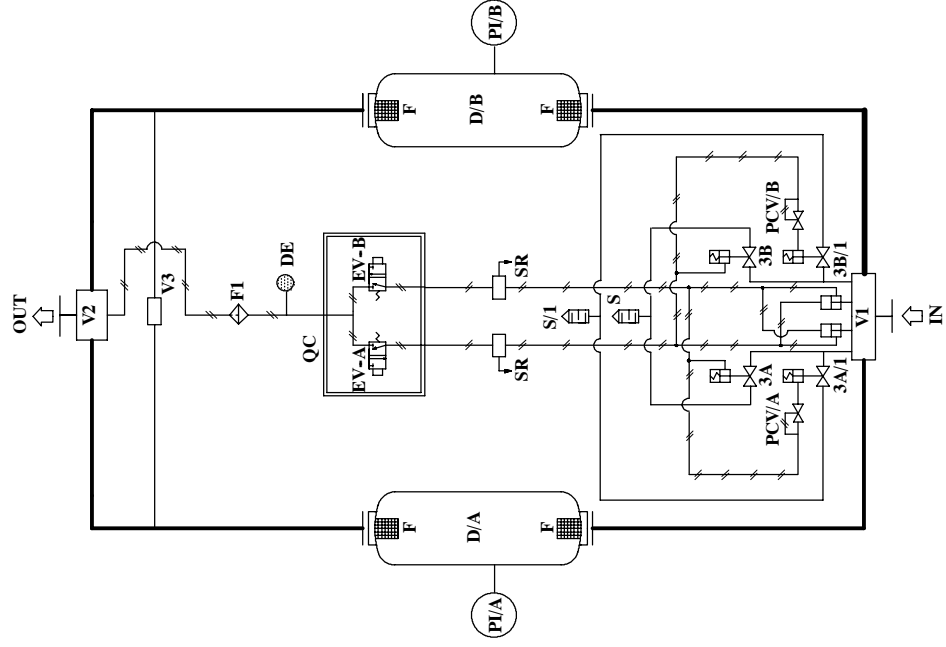 OUT
V2
V3
F1
DE
QC
EV-A
EV-B
SR
SR
PI/A
D/A
F
F
PI/B
D/B
F
F
S/1
S
3A
3B
PCV/A
PCV/B
3A/1
3B/1
V1
IN